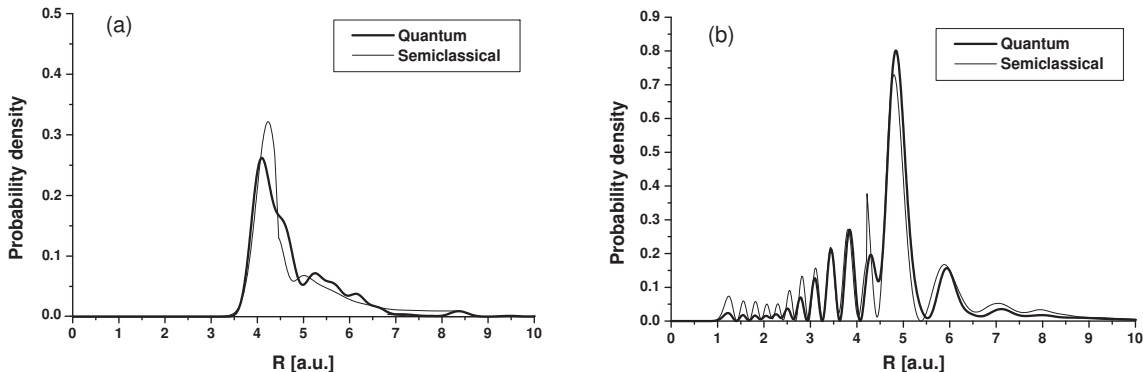 (a)
Quantum
Semiclassical
Probability density
0.5
0.4
0.3
0.2
0.1
0.0
0 1 2 3 4 5 6 7 8 9 10
R [a.u.]
(b)
Quantum
Semiclassical
Probability density
0.9
0.8
0.7
0.6
0.5
0.4
0.3
0.2
0.1
0.0
0 1 2 3 4 5 6 7 8 9 10
R [a.u.]